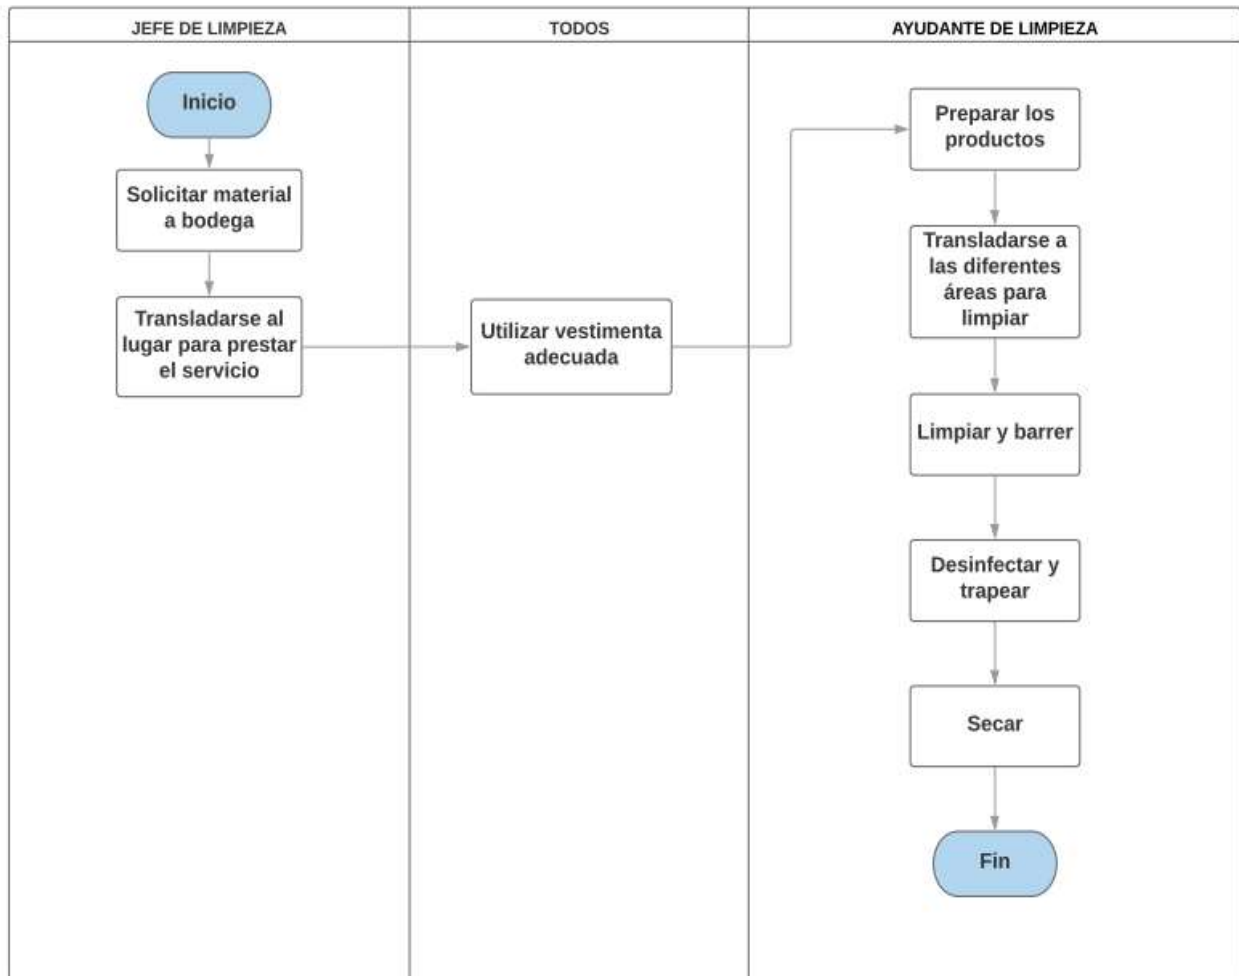 JEFE DE LIMPIEZA
TODOS
AYUDANTE DE LIMPIEZA
Inicio
Solicitar material
a bodega
Transladarse al
lugar para prestar
el servicio
Utilizar vestimenta
adecuada
Preparar los
productos
Transladarse a
las diferentes
áreas para
limpiar
Limpiar y barrer
Desinfectar y
trapear
Secar
Fin